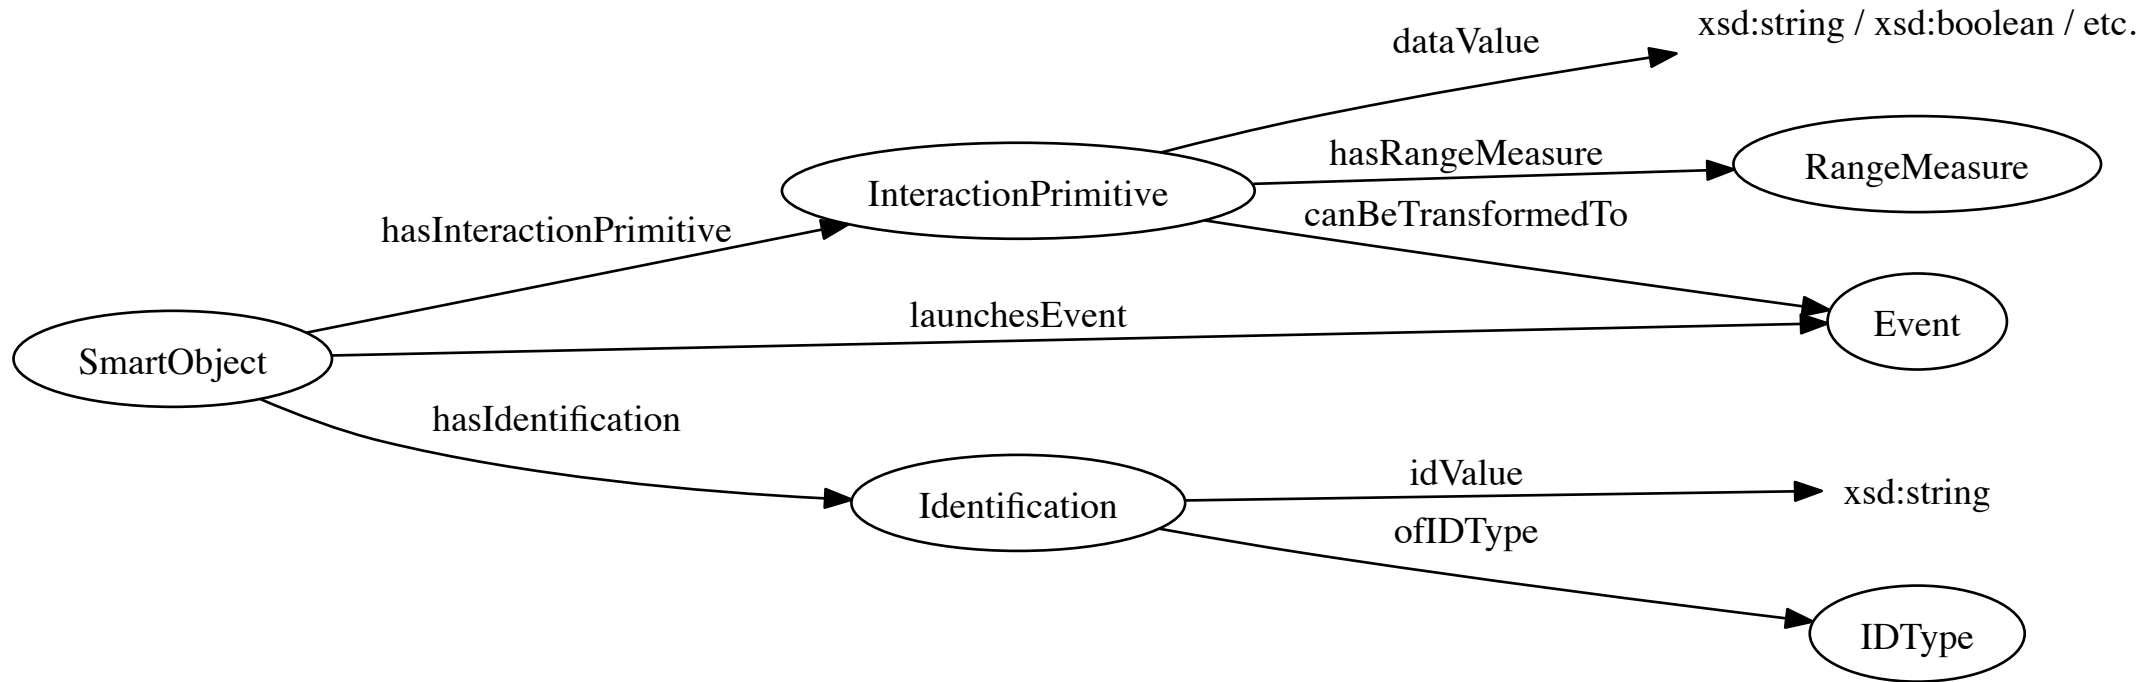 xsd:string / xsd:boolean / etc.
dataValue
hasRangeMeasure
RangeMeasure
InteractionPrimitive
canBeTransformedTo
hasInteractionPrimitive
launchesEvent
Event
SmartObject
hasIdentification
idValue
xsd:string
Identification
ofIDType
IDType